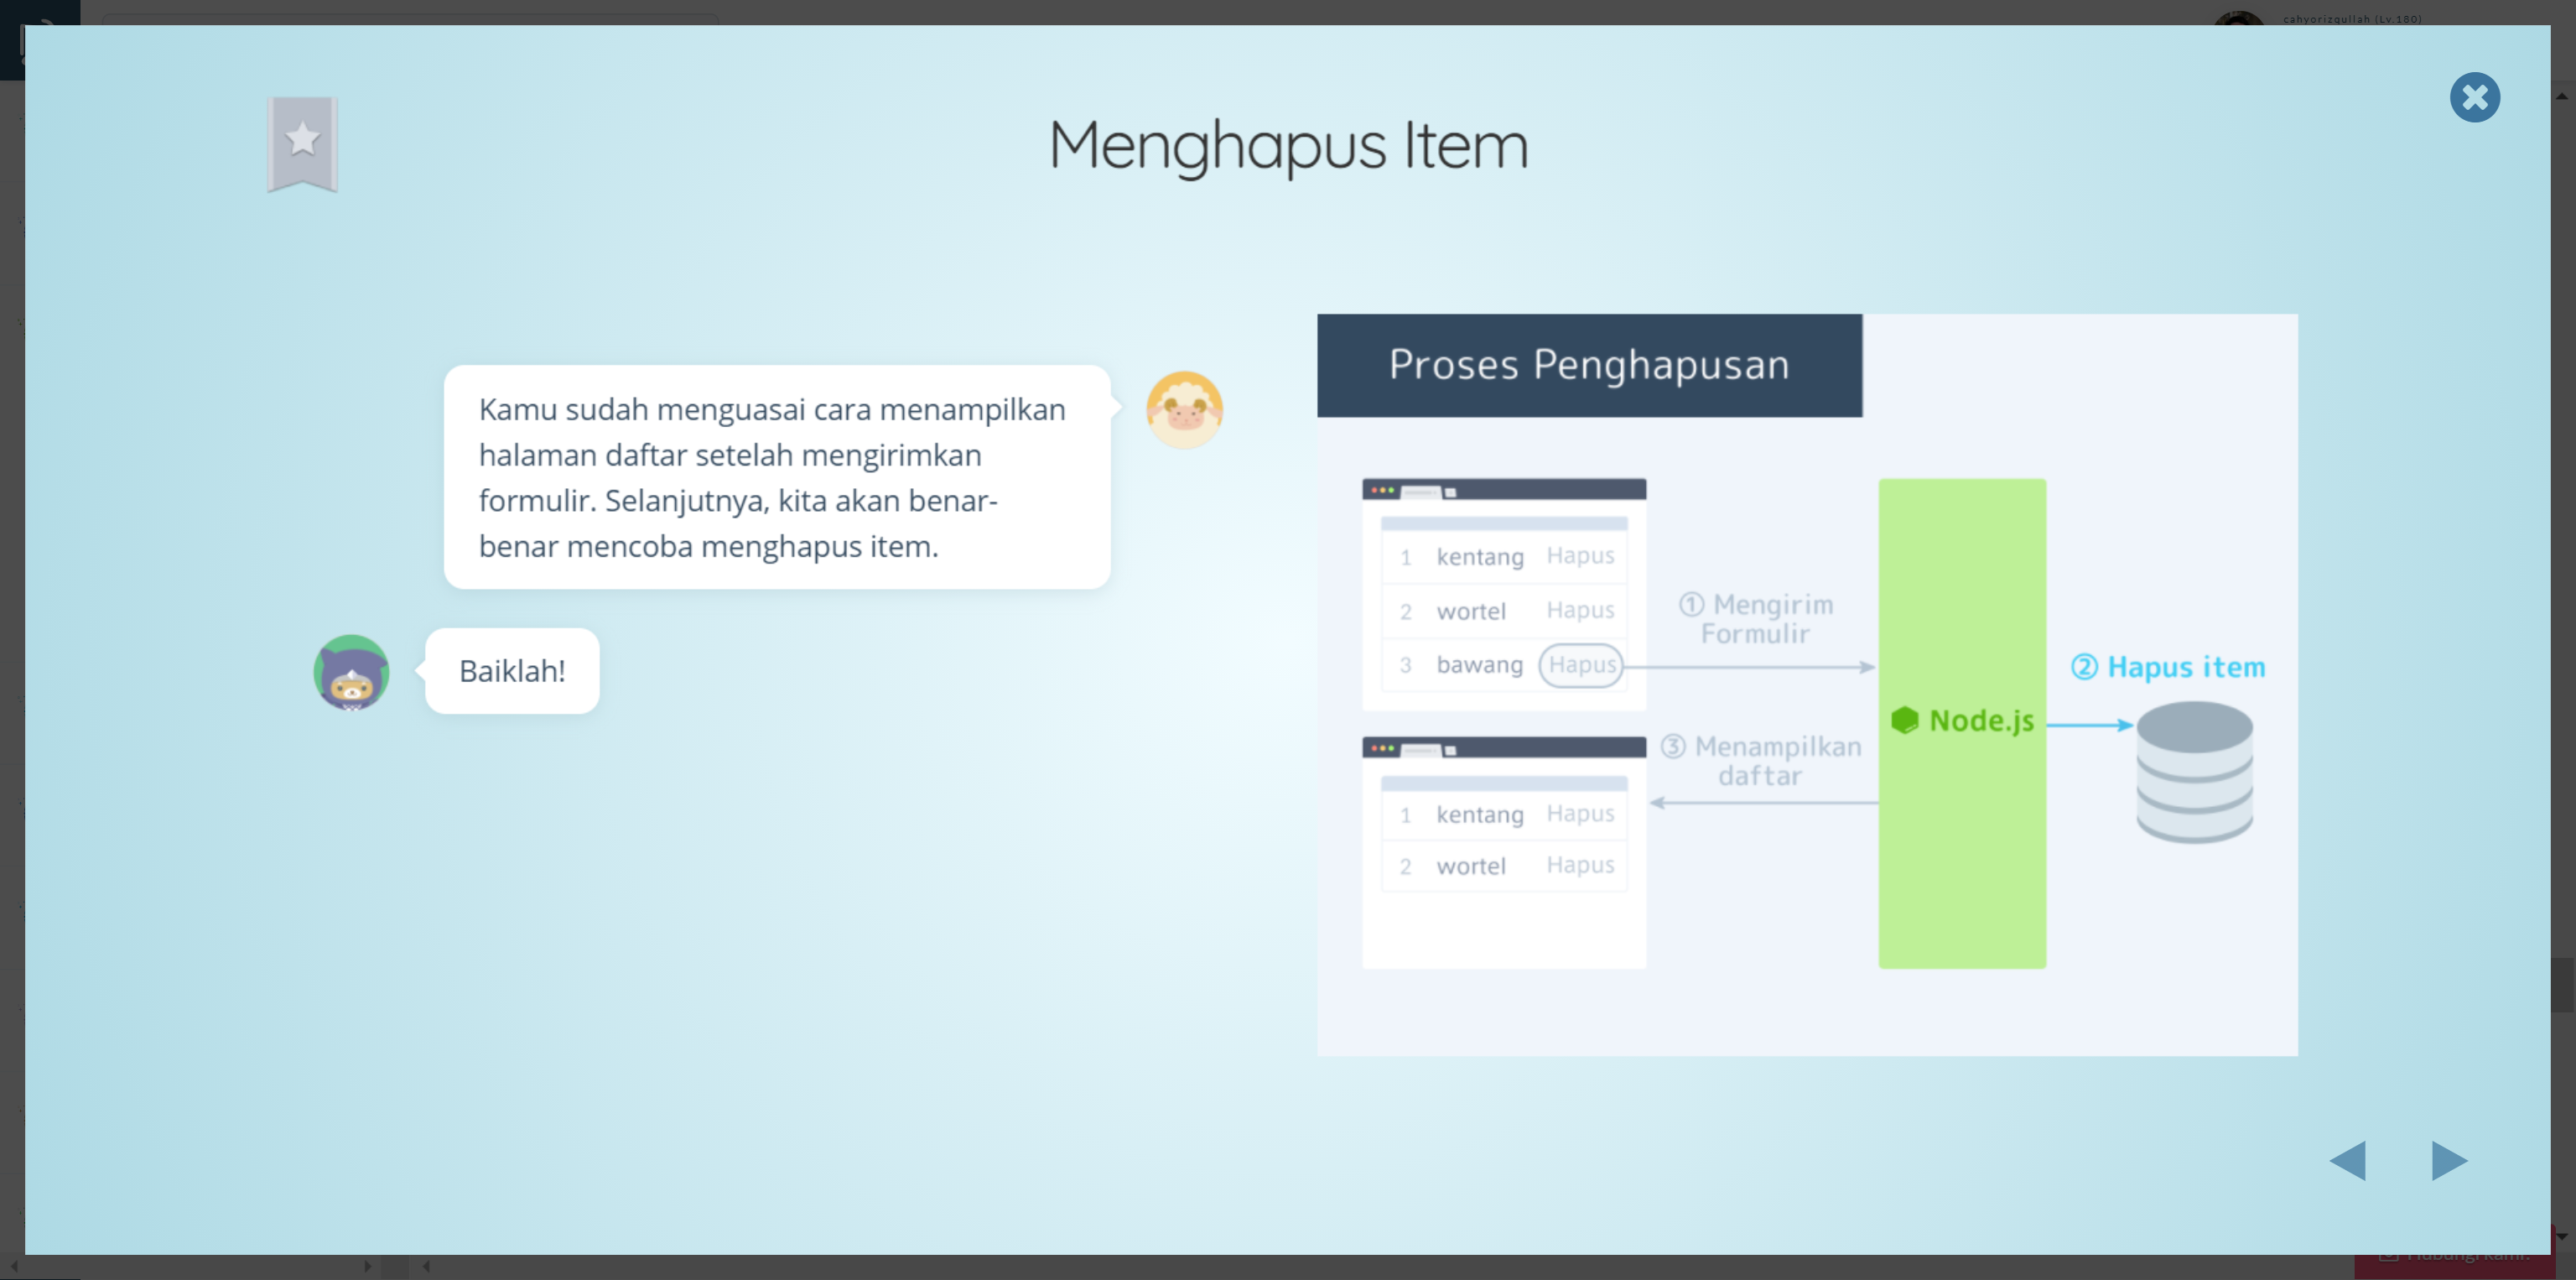 cahyorizqullah (Lv.180)
Menghapus Item
Kamu sudah menguasai cara menampilkan
halaman daftar setelah mengirimkan
formulir. Selanjutnya, kita akan benar-
benar mencoba menghapus item.
Baiklah!
Proses Penghapusan
1 kentang Hapus
2 wortel Hapus
3 bawang Hapus
① Mengirim
Formulir
② Hapus item
Node.js
③ Menampilkan
daftar
1 kentang Hapus
2 wortel Hapus
Hubungi kami!